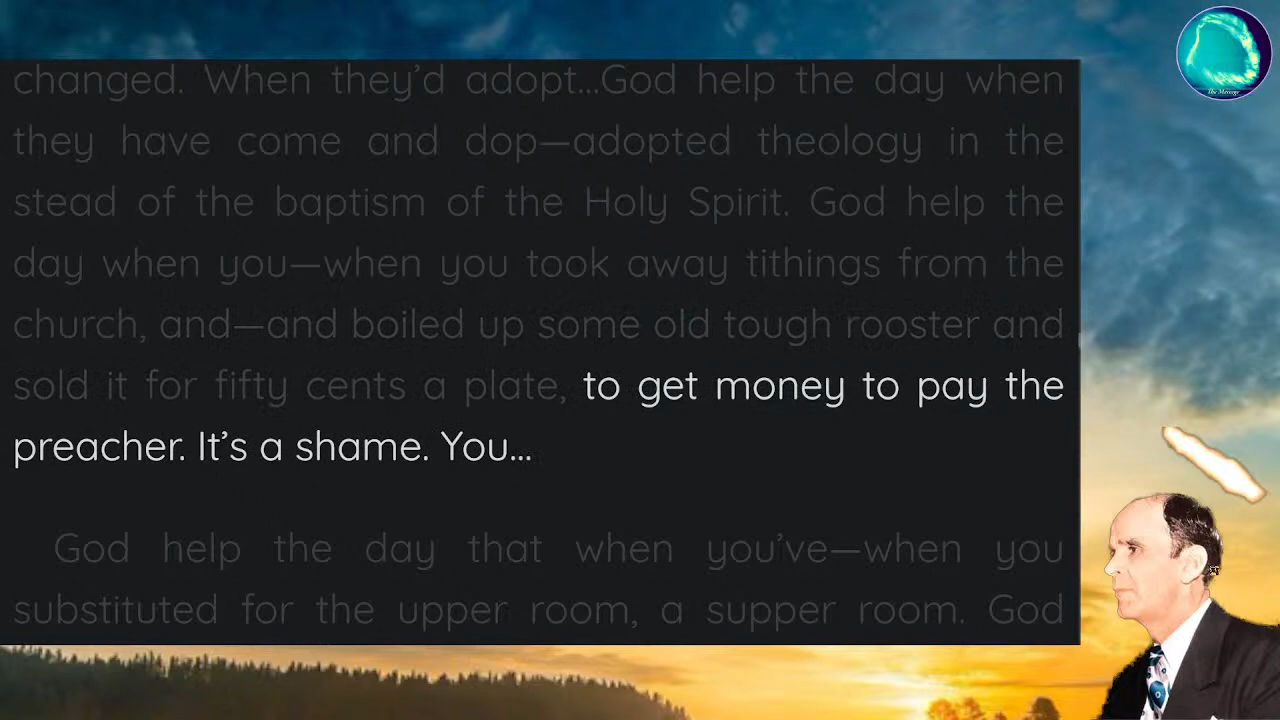 changed. When they’d adopt...God help the day when
they have come and dop—adopted theology in the
stead of the baptism of the Holy Spirit. God help the
day when you—when you took away tithings from the
church, and—and boiled up some old tough rooster and
sold it for fifty cents a plate, to get money to pay the
preacher. It’s a shame. You...
God help the day that when you’ve—when you
substituted for the upper room, a supper room. God
The Message